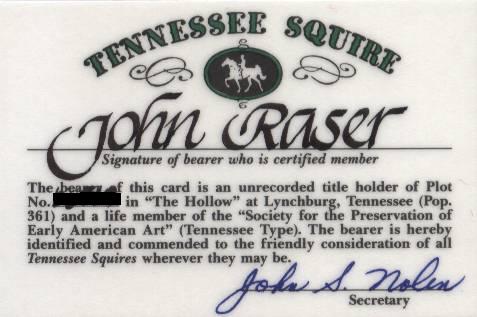 TENNESSEE SQUIRE
John Raser
Signature of bearer who is certified member
The bearer of this card is an unrecorded title holder of Plot
No. in “The Hollow” at Lynchburg, Tennessee (Pop.
361) and a life member of the “Society for the Preservation of
Early American Art” (Tennessee Type). The bearer is hereby
identified and commended to the friendly consideration of all
Tennessee Squires wherever they may be.
John S. Nolen
Secretary